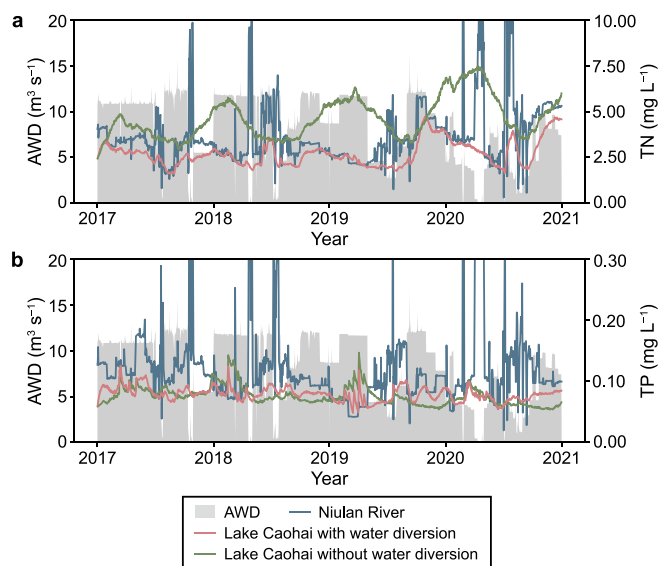 a
20
15
10
5
0
AWD (m³ s⁻¹)
10.00
7.50
5.00
2.50
0.00
TN (mg L⁻¹)
2017 2018 2019 2020 2021
Year
b
20
15
10
5
0
AWD (m³ s⁻¹)
0.30
0.20
0.10
0.00
TP (mg L⁻¹)
2017 2018 2019 2020 2021
Year
AWD Niulan River
Lake Caohai with water diversion
Lake Caohai without water diversion